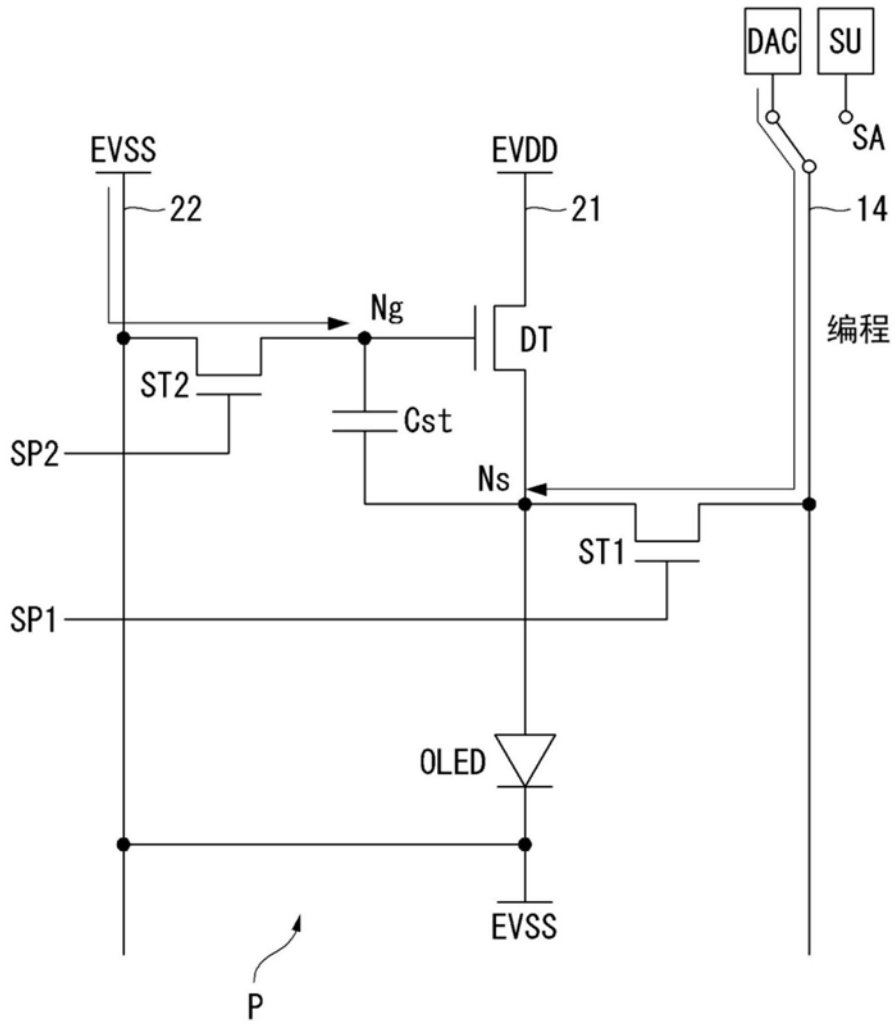 DAC SU
SA
EVSS EVDD
22 21 14
Ng
编程
DT
ST2
Cst
SP2
Ns
ST1
SP1
OLED
EVSS
P